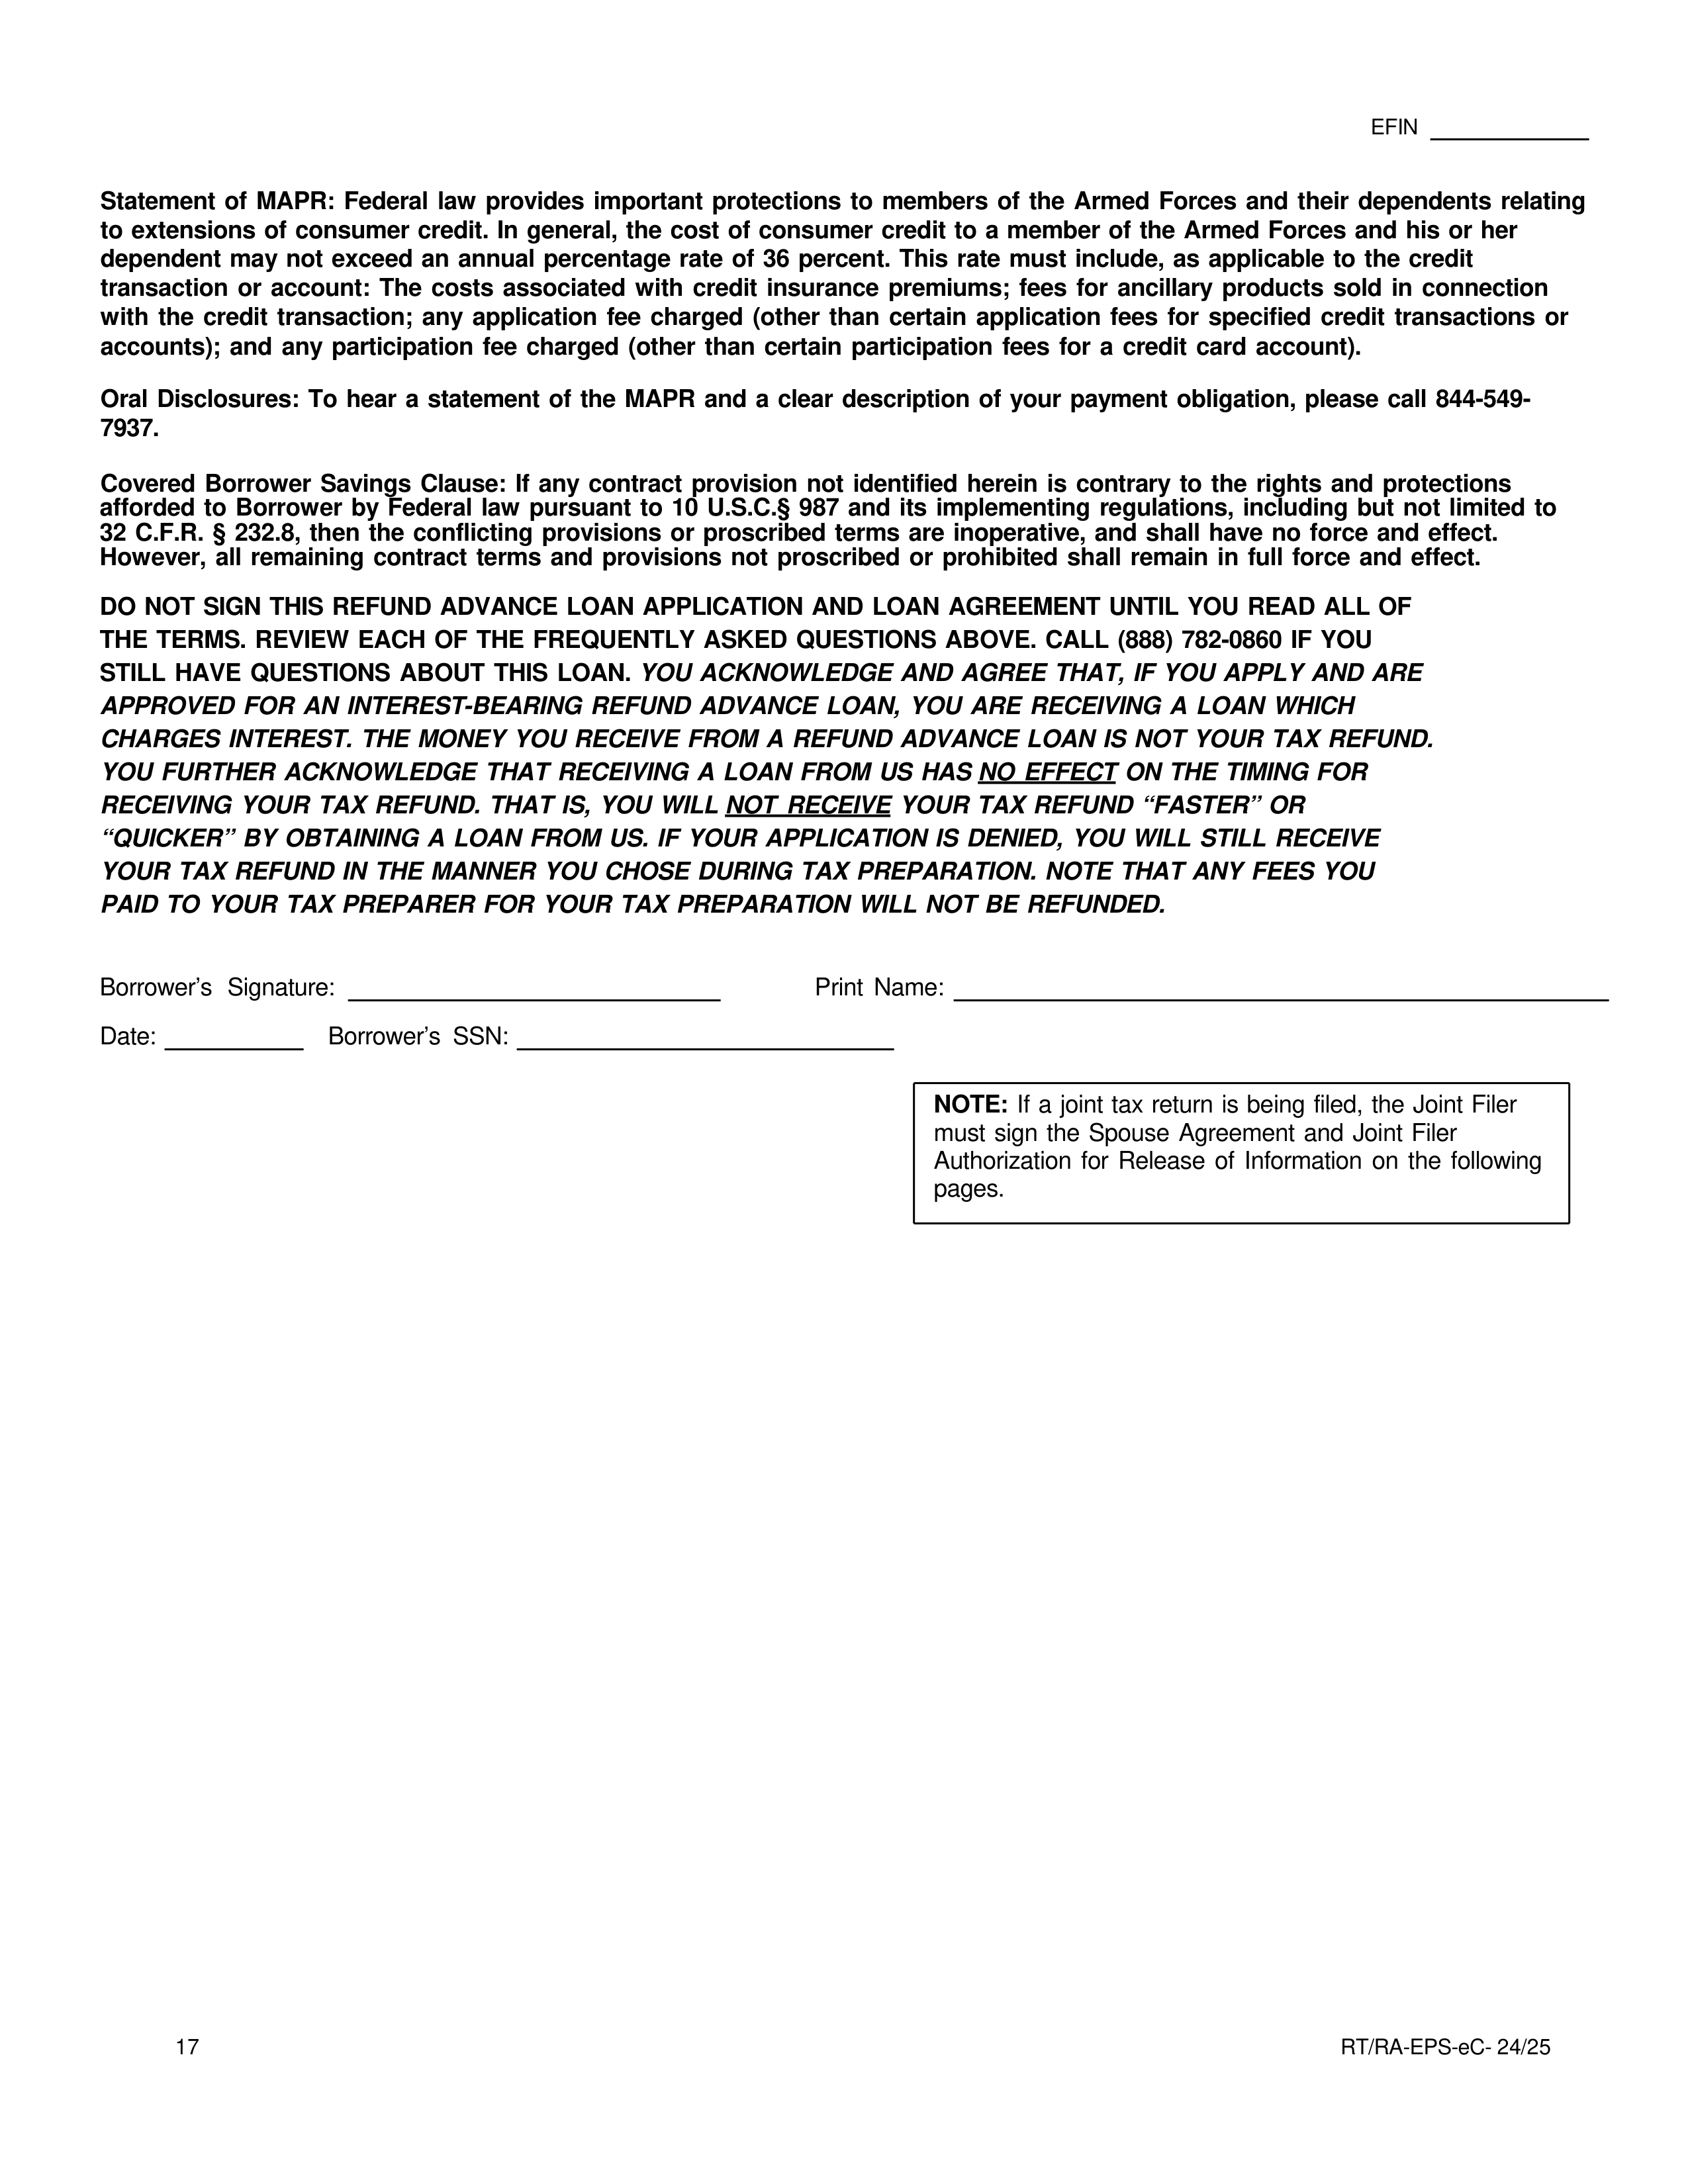 EFIN
Statement of MAPR: Federal law provides important protections to members of the Armed Forces and their dependents relating
to extensions of consumer credit. In general, the cost of consumer credit to a member of the Armed Forces and his or her
dependent may not exceed an annual percentage rate of 36 percent. This rate must include, as applicable to the credit
transaction or account: The costs associated with credit insurance premiums; fees for ancillary products sold in connection
with the credit transaction; any application fee charged (other than certain application fees for specified credit transactions or
accounts); and any participation fee charged (other than certain participation fees for a credit card account).
Oral Disclosures: To hear a statement of the MAPR and a clear description of your payment obligation, please call 844-549-
7937.
Covered Borrower Savings Clause: If any contract provision not identified herein is contrary to the rights and protections
afforded to Borrower by Federal law pursuant to 10 U.S.C.§ 987 and its implementing regulations, including but not limited to
32 C.F.R. § 232.8, then the conflicting provisions or proscribed terms are inoperative, and shall have no force and effect.
However, all remaining contract terms and provisions not proscribed or prohibited shall remain in full force and effect.
DO NOT SIGN THIS REFUND ADVANCE LOAN APPLICATION AND LOAN AGREEMENT UNTIL YOU READ ALL OF
THE TERMS. REVIEW EACH OF THE FREQUENTLY ASKED QUESTIONS ABOVE. CALL (888) 782-0860 IF YOU
STILL HAVE QUESTIONS ABOUT THIS LOAN. YOU ACKNOWLEDGE AND AGREE THAT, IF YOU APPLY AND ARE
APPROVED FOR AN INTEREST-BEARING REFUND ADVANCE LOAN, YOU ARE RECEIVING A LOAN WHICH
CHARGES INTEREST. THE MONEY YOU RECEIVE FROM A REFUND ADVANCE LOAN IS NOT YOUR TAX REFUND.
YOU FURTHER ACKNOWLEDGE THAT RECEIVING A LOAN FROM US HAS NO EFFECT ON THE TIMING FOR
RECEIVING YOUR TAX REFUND. THAT IS, YOU WILL NOT RECEIVE YOUR TAX REFUND “FASTER” OR
“QUICKER” BY OBTAINING A LOAN FROM US. IF YOUR APPLICATION IS DENIED, YOU WILL STILL RECEIVE
YOUR TAX REFUND IN THE MANNER YOU CHOSE DURING TAX PREPARATION. NOTE THAT ANY FEES YOU
PAID TO YOUR TAX PREPARER FOR YOUR TAX PREPARATION WILL NOT BE REFUNDED.
Borrower’s Signature: Print Name:
Date: Borrower’s SSN:
NOTE: If a joint tax return is being filed, the Joint Filer
must sign the Spouse Agreement and Joint Filer
Authorization for Release of Information on the following
pages.
17 RT/RA-EPS-eC- 24/25